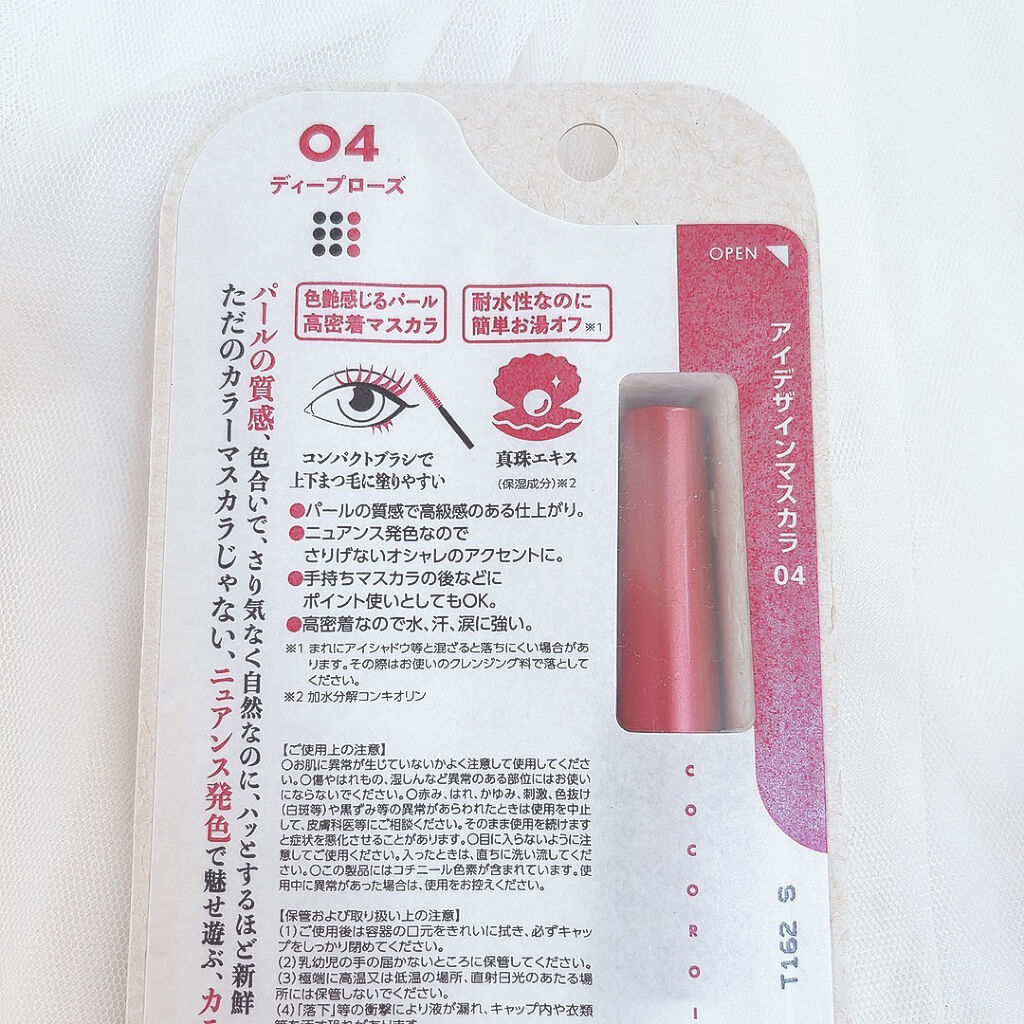 04
ディープローズ
OPEN
アイデザインマスカラ 04
色艶感じるパール
高密着マスカラ
耐水性なのに
簡単お湯オフ※1
パールの質感、色合いで、さり気なく自然なのに、ハッとするほど新鮮
ただのカラーマスカラじゃない、ニュアンス発色で魅せ遊ぶ、カ
コンパクトブラシで
上下まつ毛に塗りやすい
真珠エキス
(保湿成分)※2
●パールの質感で高級感のある仕上がり。
●ニュアンス発色なので
さりげないオシャレのアクセントに。
●手持ちマスカラの後などに
ポイント使いとしてもOK。
●高密着なので水、汗、涙に強い。
※1 まれにアイシャドウ等と混ざると落ちにくい場合があ
ります。その際はお使いのクレンジング料で落として
ください。
※2 加水分解コンキオリン
【ご使用上の注意】
〇お肌に異常が生じていないかよく注意して使用してくださ
い。〇傷やはれもの、湿しんなど異常のある部位にはお使い
にならないでください。〇赤み、はれ、かゆみ、刺激、色抜け
(白斑等)や黒ずみ等の異常があらわれたときは使用を中止
して、皮膚科医等にご相談ください。そのまま使用を続けます
と症状を悪化させることがあります。〇目に入らないように注
意してご使用ください。入ったときは、直ちに洗い流してくだ
さい。〇この製品にはコチニール色素が含まれています。使
用中に異常があった場合は、使用をお控えください。
【保管および取り扱い上の注意】
(1)ご使用後は容器の口元をきれいに拭き、必ずキャッ
プをしっかり閉めてください。
(2)乳幼児の手の届かないところに保管してください。
(3)極端に高温又は低温の場所、直射日光のあたる場
所には保管しないでください。
(4)「落下」等の衝撃により液が漏れ、キャップ内や衣類
COCOROI
T162 S